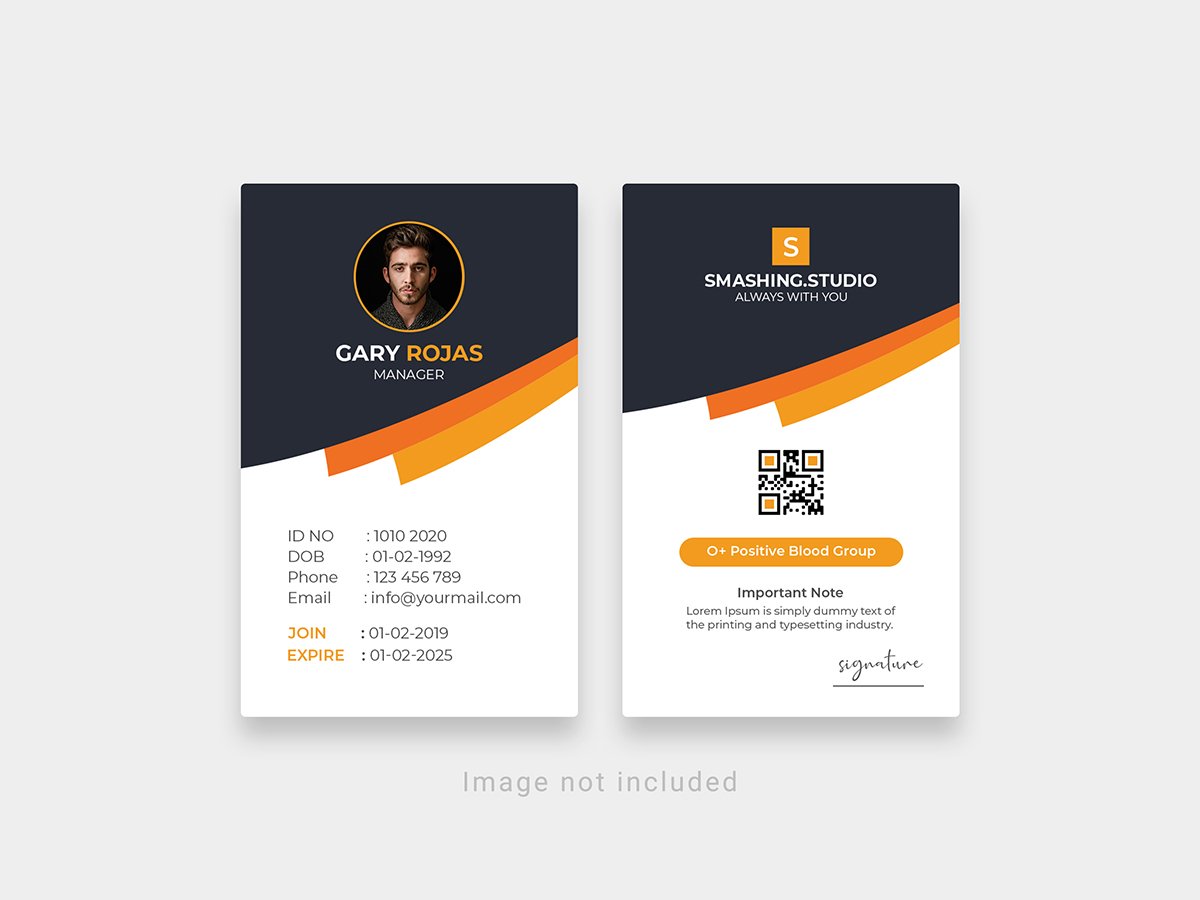 GARY ROJAS
MANAGER
ID NO : 1010 2020
DOB : 01-02-1992
Phone : 123 456 789
Email : info@yourmail.com
JOIN : 01-02-2019
EXPIRE : 01-02-2025
S
SMASHING.STUDIO
ALWAYS WITH YOU
O+ Positive Blood Group
Important Note
Lorem Ipsum is simply dummy text of
the printing and typesetting industry.
signature
Image not included